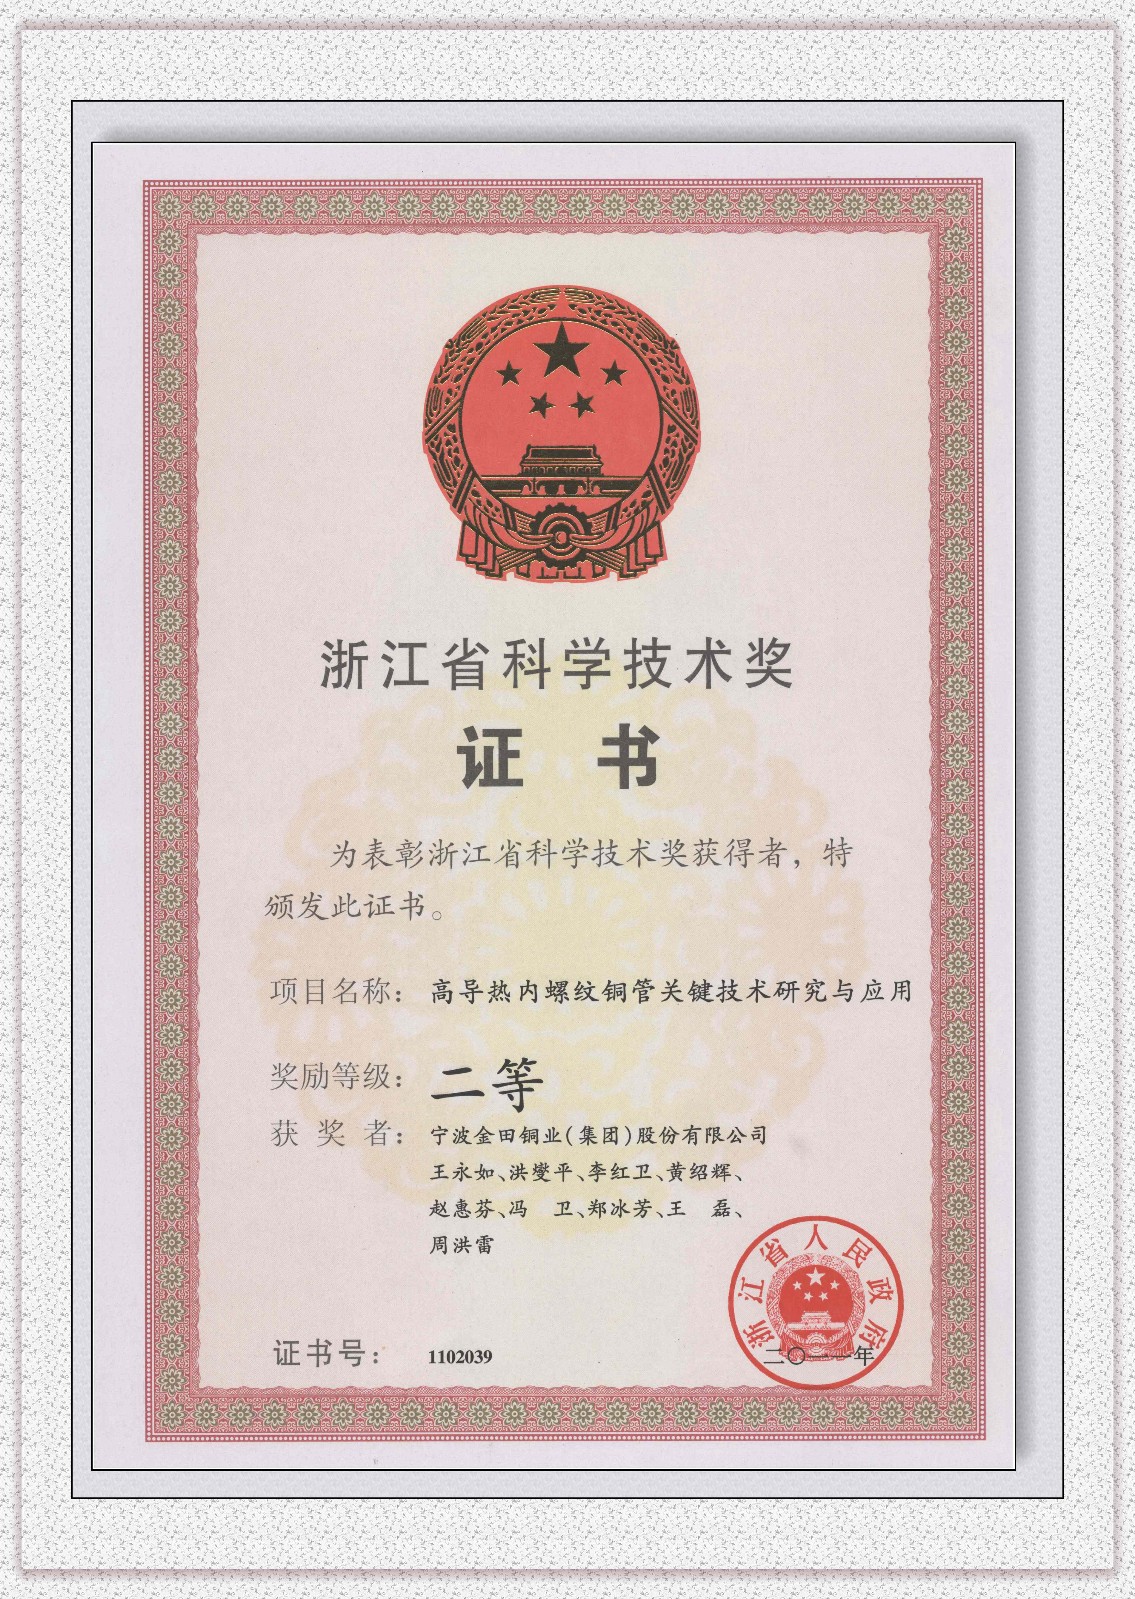 浙江省科学技术奖
证 书
为表彰浙江省科学技术奖获得者，特
颁发此证书。
项目名称： 高导热内螺纹铜管关键技术研究与应用
奖励等级： 二等
获 奖 者： 宁波金田铜业(集团)股份有限公司
王永如、洪燮平、李红卫、黄绍辉、
赵惠芬、冯　卫、郑冰芳、王　磊、
周洪雷
浙江省人民政府
证书号： 1102039
二〇一一年